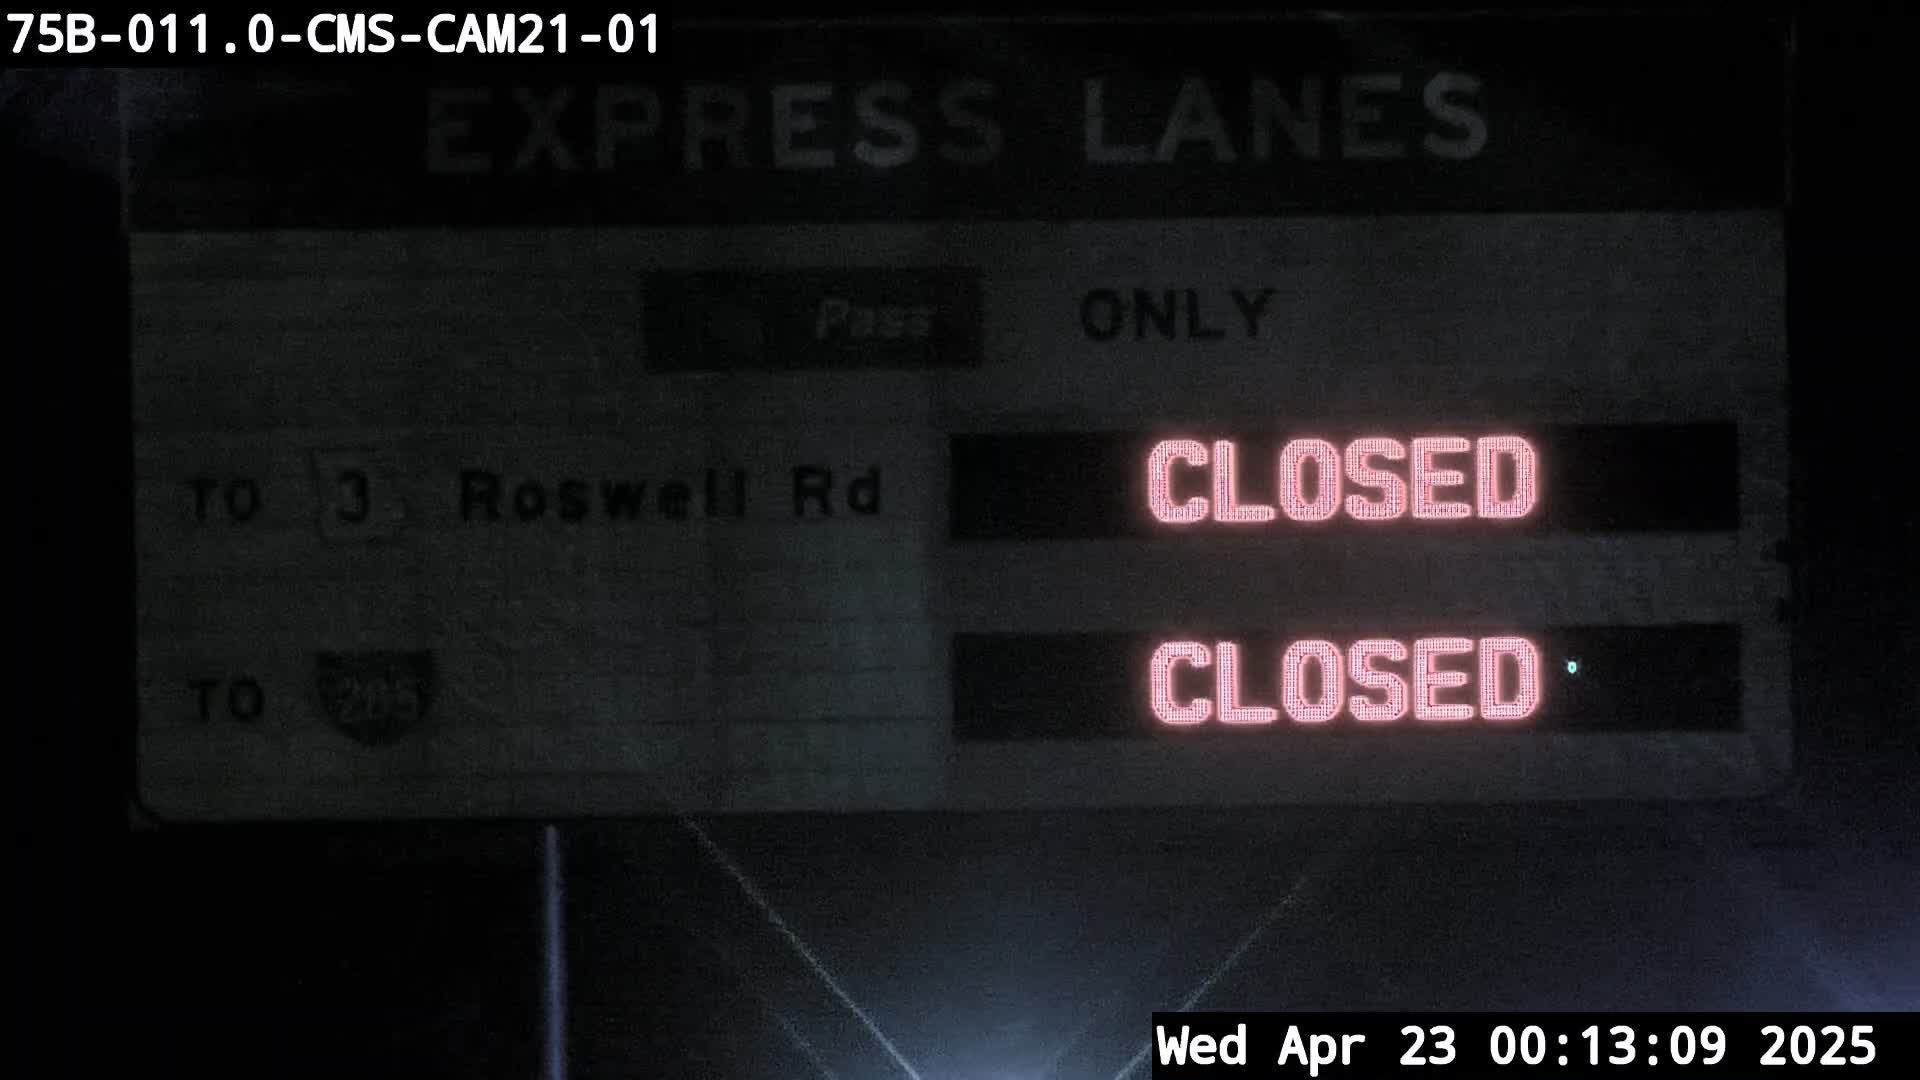 75B-011.0-CMS-CAM21-01
EXPRESS LANES
Pass ONLY
TO 3 Roswell Rd CLOSED
TO 285 CLOSED
Wed Apr 23 00:13:09 2025